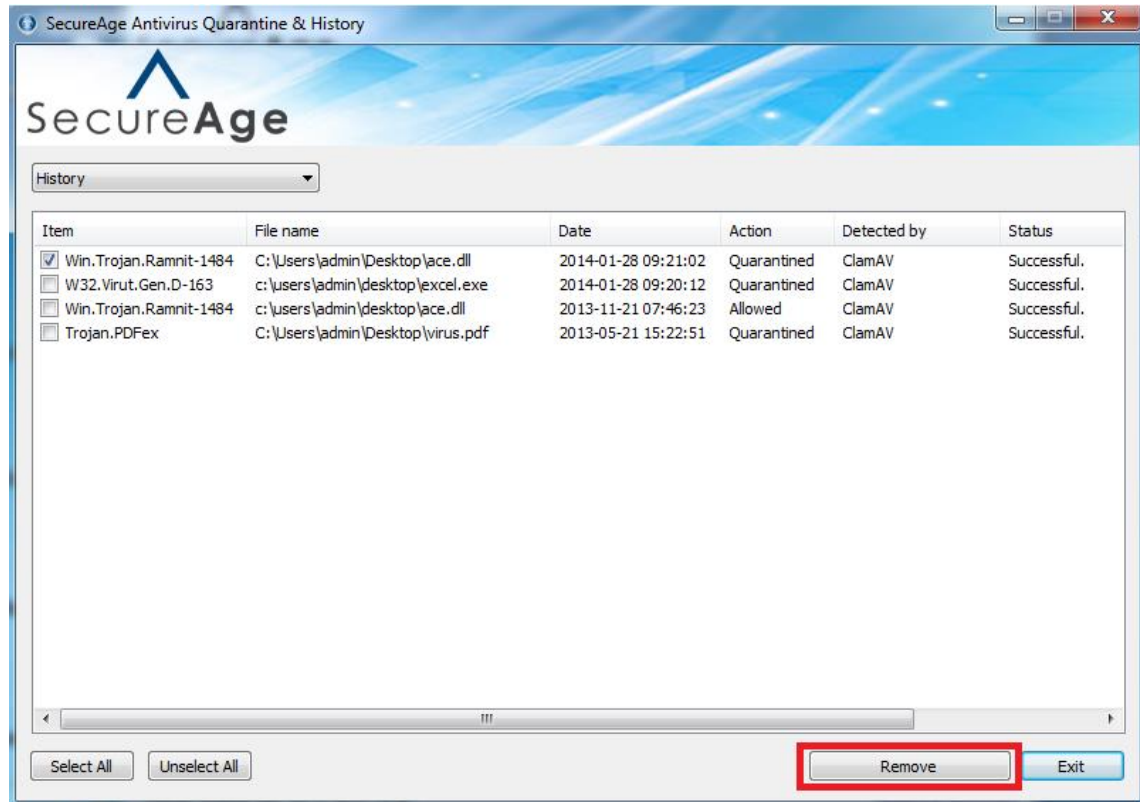 SecureAge Antivirus Quarantine & History
SecureAge
History
Item File name Date Action Detected by Status
Win.Trojan.Ramnit-1484 C:\Users\admin\Desktop\ace.dll 2014-01-28 09:21:02 Quarantined ClamAV Successful.
W32.Virut.Gen.D-163 c:\users\admin\desktop\excel.exe 2014-01-28 09:20:12 Quarantined ClamAV Successful.
Win.Trojan.Ramnit-1484 c:\users\admin\desktop\ace.dll 2013-11-21 07:46:23 Allowed ClamAV Successful.
Trojan.PDFex C:\Users\admin\Desktop\virus.pdf 2013-05-21 15:22:51 Quarantined ClamAV Successful.
Select All Unselect All Remove Exit